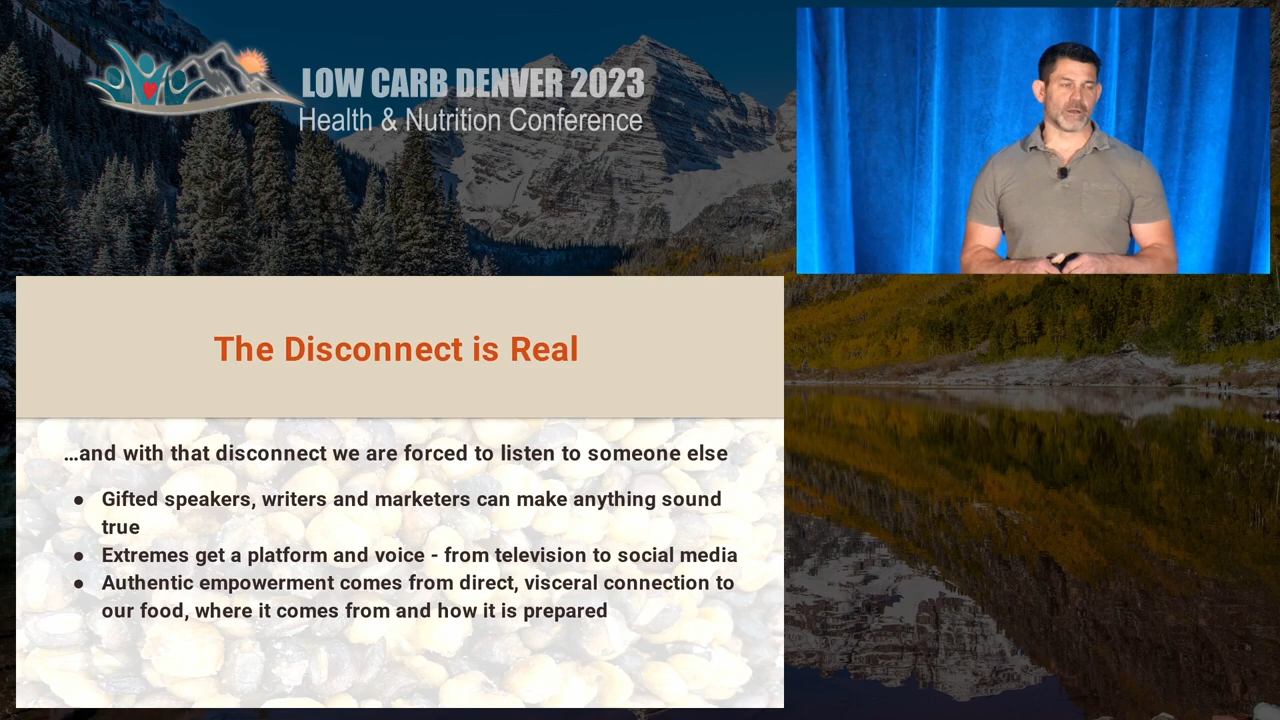 LOW CARB DENVER 2023
Health & Nutrition Conference
The Disconnect is Real
…and with that disconnect we are forced to listen to someone else
● Gifted speakers, writers and marketers can make anything sound
true
● Extremes get a platform and voice - from television to social media
● Authentic empowerment comes from direct, visceral connection to
our food, where it comes from and how it is prepared